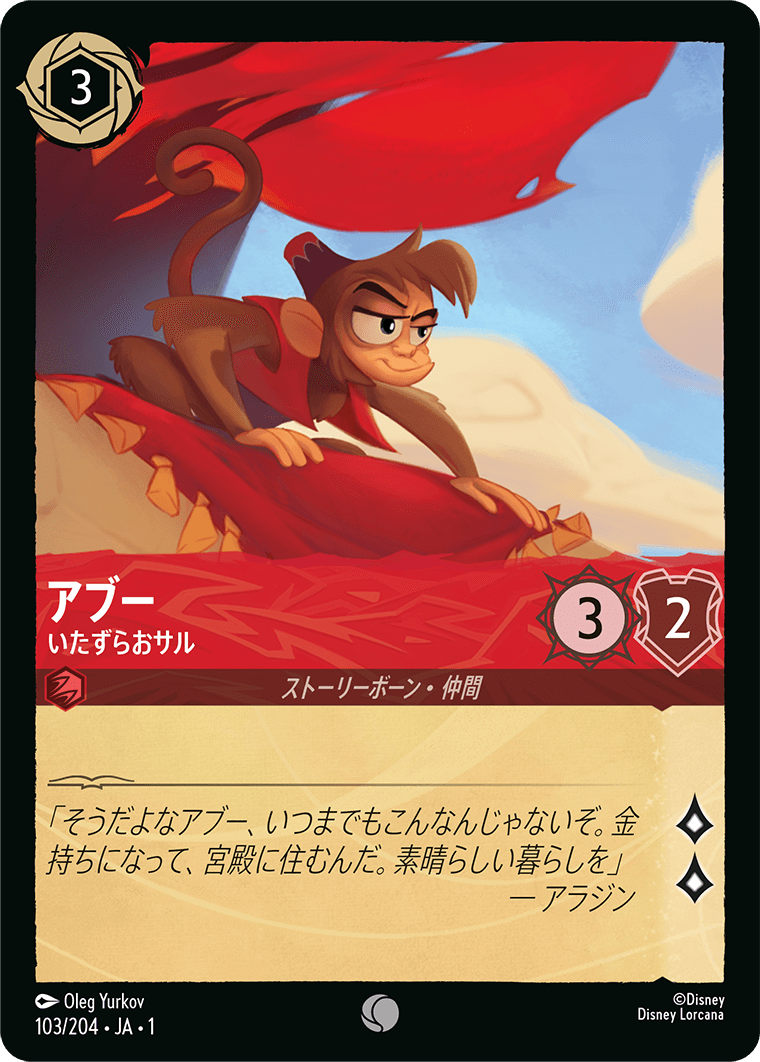 3
アブー
いたずらおサル
3
2
ストーリーボーン・仲間
「そうだよなアブー、いつまでもこんなんじゃないぞ。金
持ちになって、宮殿に住むんだ。素晴らしい暮らしを」
— アラジン
Oleg Yurkov
103/204・JA・1
©Disney
Disney Lorcana